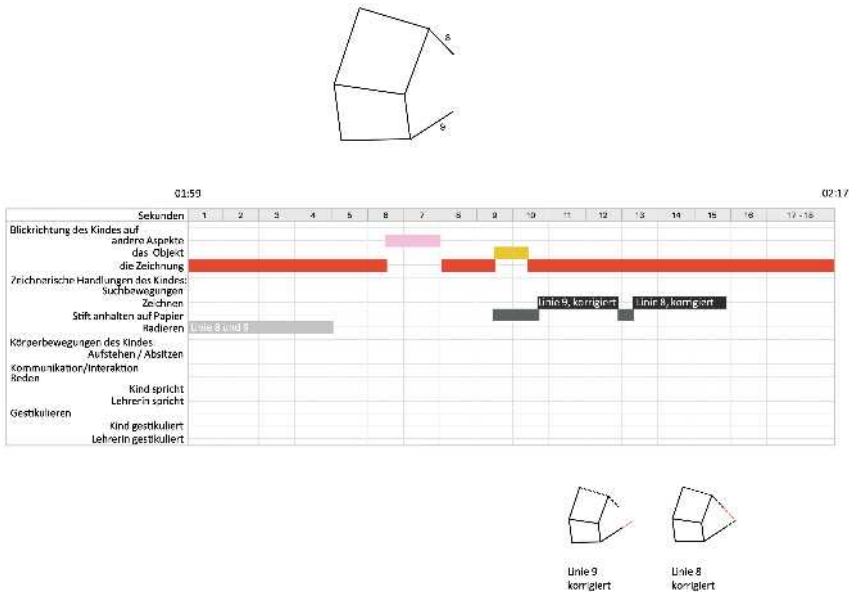 8
9
01:59 02:17
Sekunden 1 2 3 4 5 6 7 8 9 10 11 12 13 14 15 16 17 - 18
Blickrichtung des Kindes auf
andere Aspekte
das Objekt
die Zeichnung
Zeichnerische Handlungen des Kindes:
Suchbewegungen
Zeichnen Linie 9, korrigiert Linie 8, korrigiert
Stift anhalten auf Papier
Radieren Linie 8 und
Körperbewegungen des Kindes
Aufstehen / Absitzen
Kommunikation/Interaktion
Reden
Kind spricht
Lehrerin spricht
Gestikulieren
Kind gestikuliert
Lehrerin gestikuliert
Linie 9 Linie 8
korrigiert korrigiert